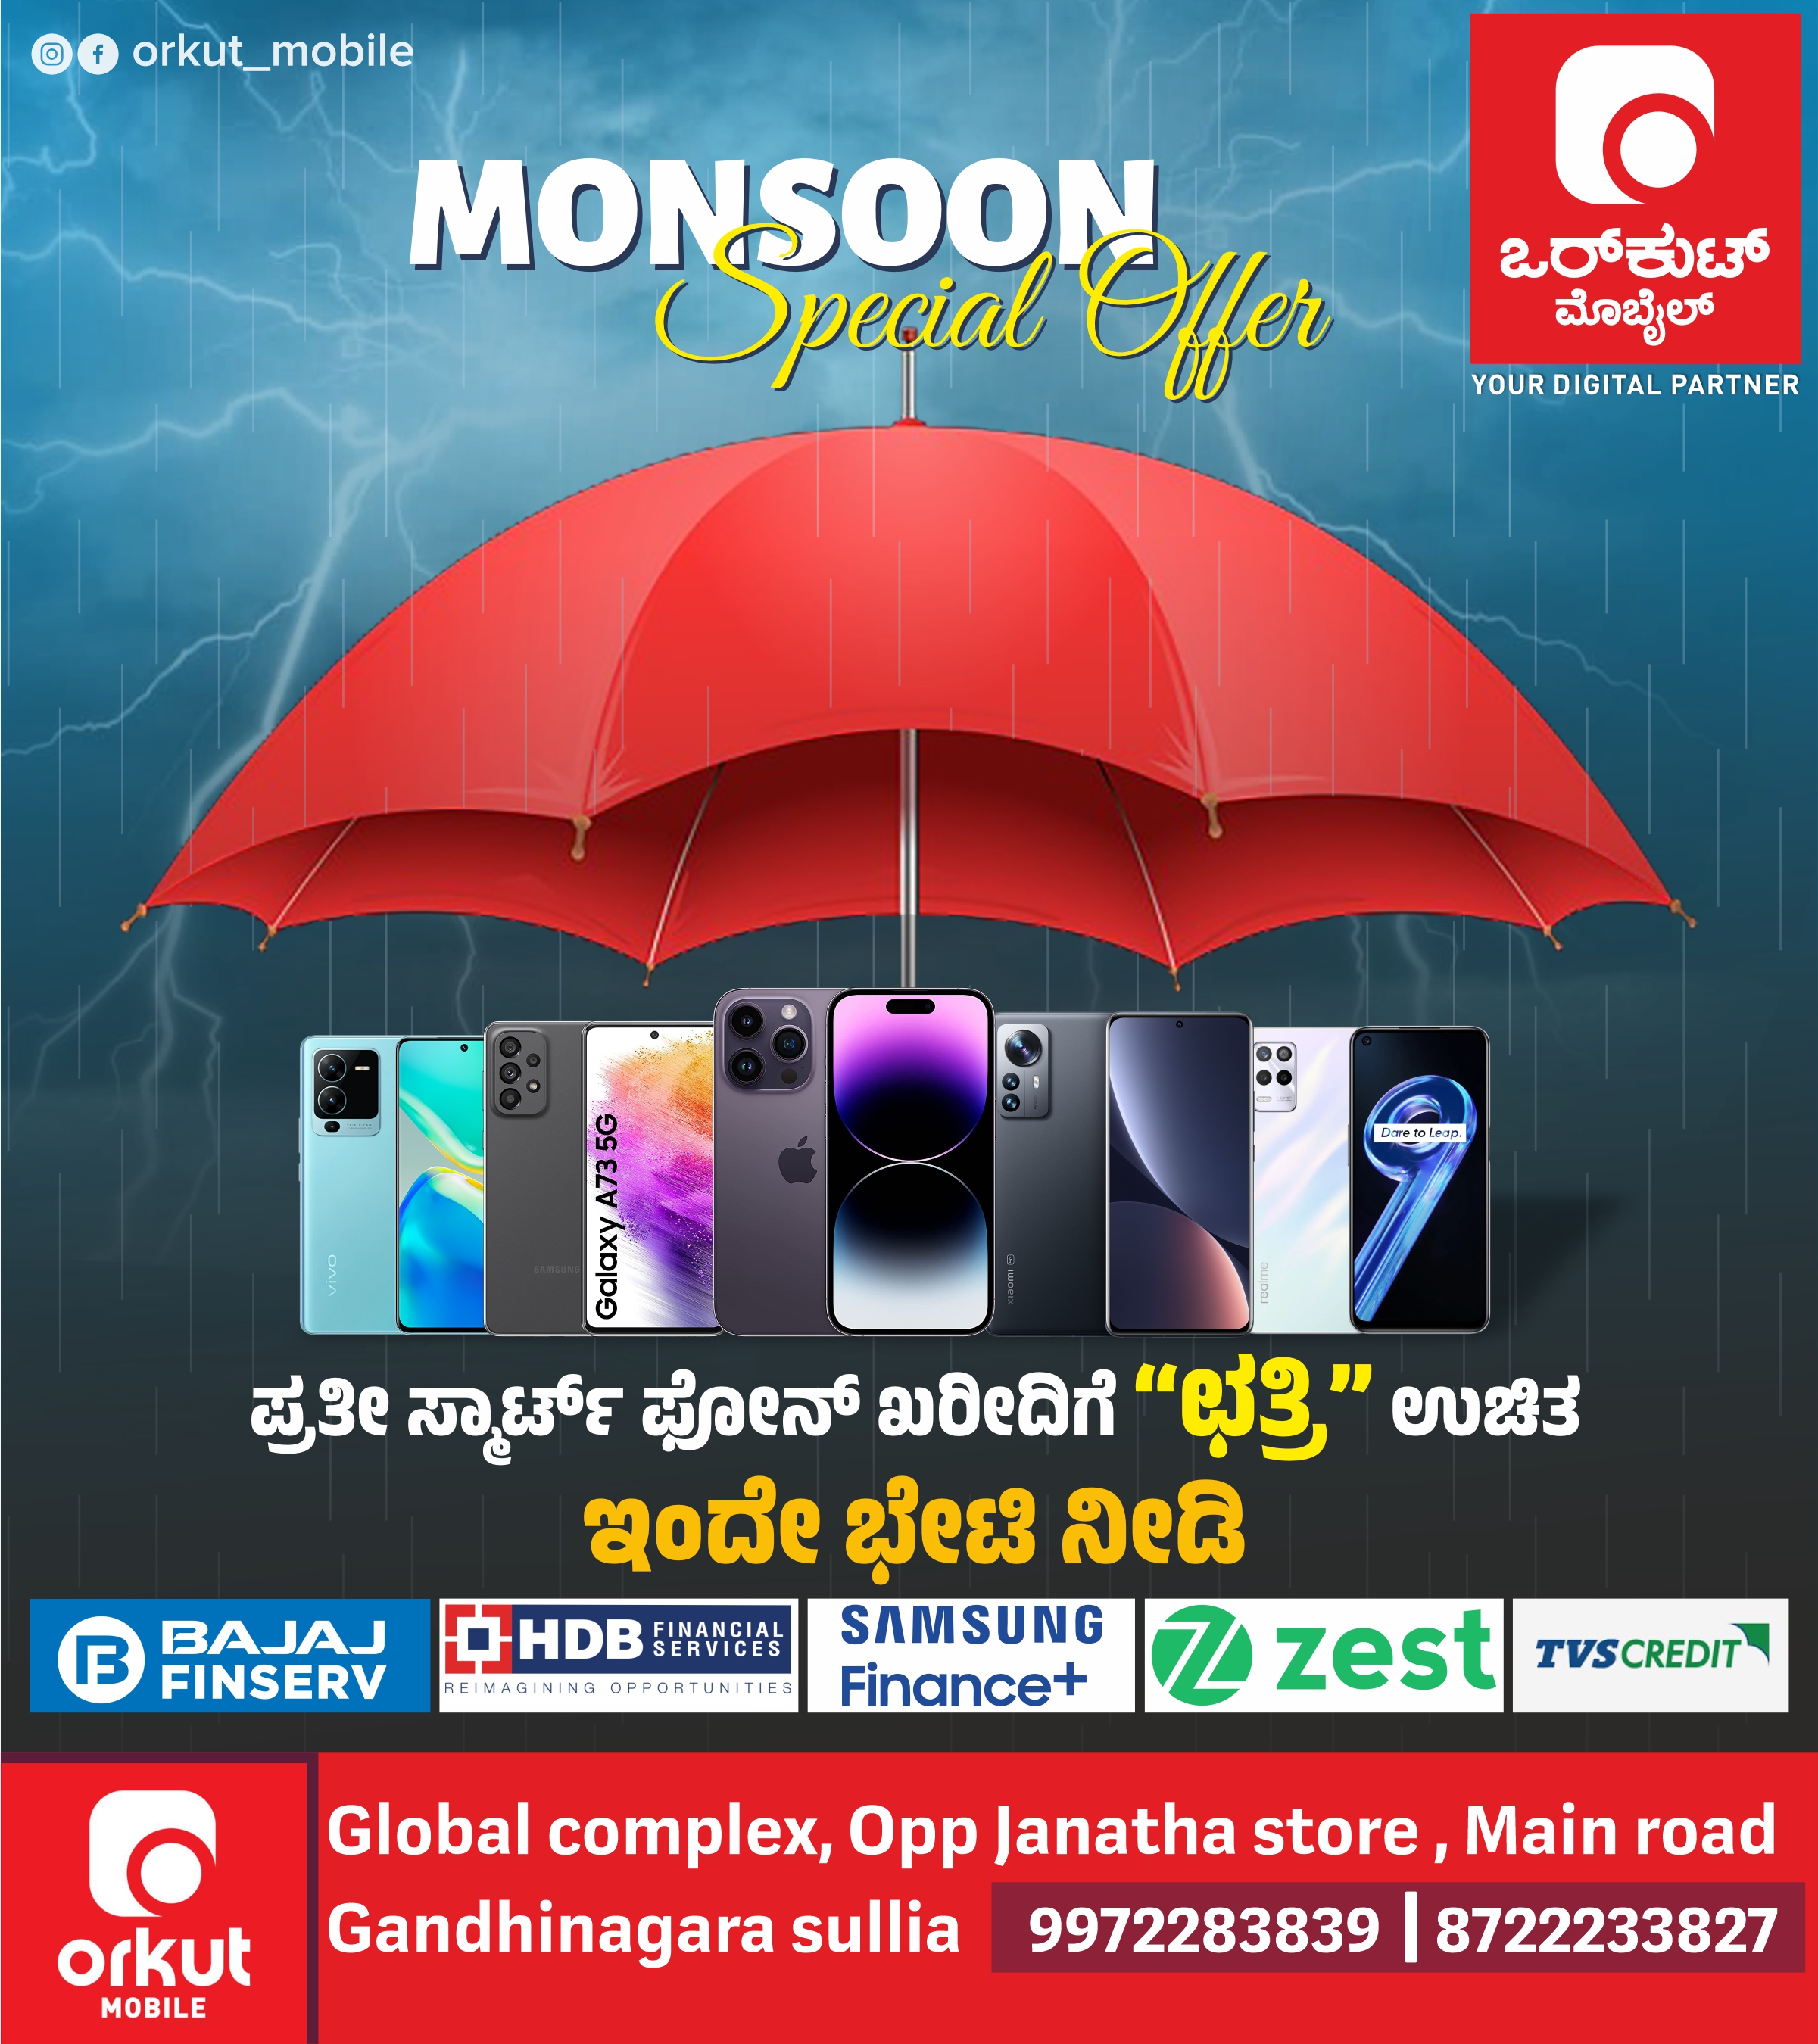 orkut_mobile
MONSOON
Special Offer
ಒರ್‌ಕುಟ್
ಮೊಬೈಲ್
YOUR DIGITAL PARTNER
vivo
SAMSUNG
Galaxy A73 5G
xiaomi 5G
realme
Dare to Leap.
ಪ್ರತೀ ಸ್ಮಾರ್ಟ್ ಫೋನ್ ಖರೀದಿಗೆ “ಛತ್ರಿ” ಉಚಿತ
ಇಂದೇ ಭೇಟಿ ನೀಡಿ
BAJAJ
FINSERV
HDB FINANCIAL
SERVICES
REIMAGINING OPPORTUNITIES
SAMSUNG
Finance+
zest
TVS CREDIT
Global complex, Opp Janatha store , Main road
Gandhinagara sullia 9972283839 | 8722233827
orkut
MOBILE